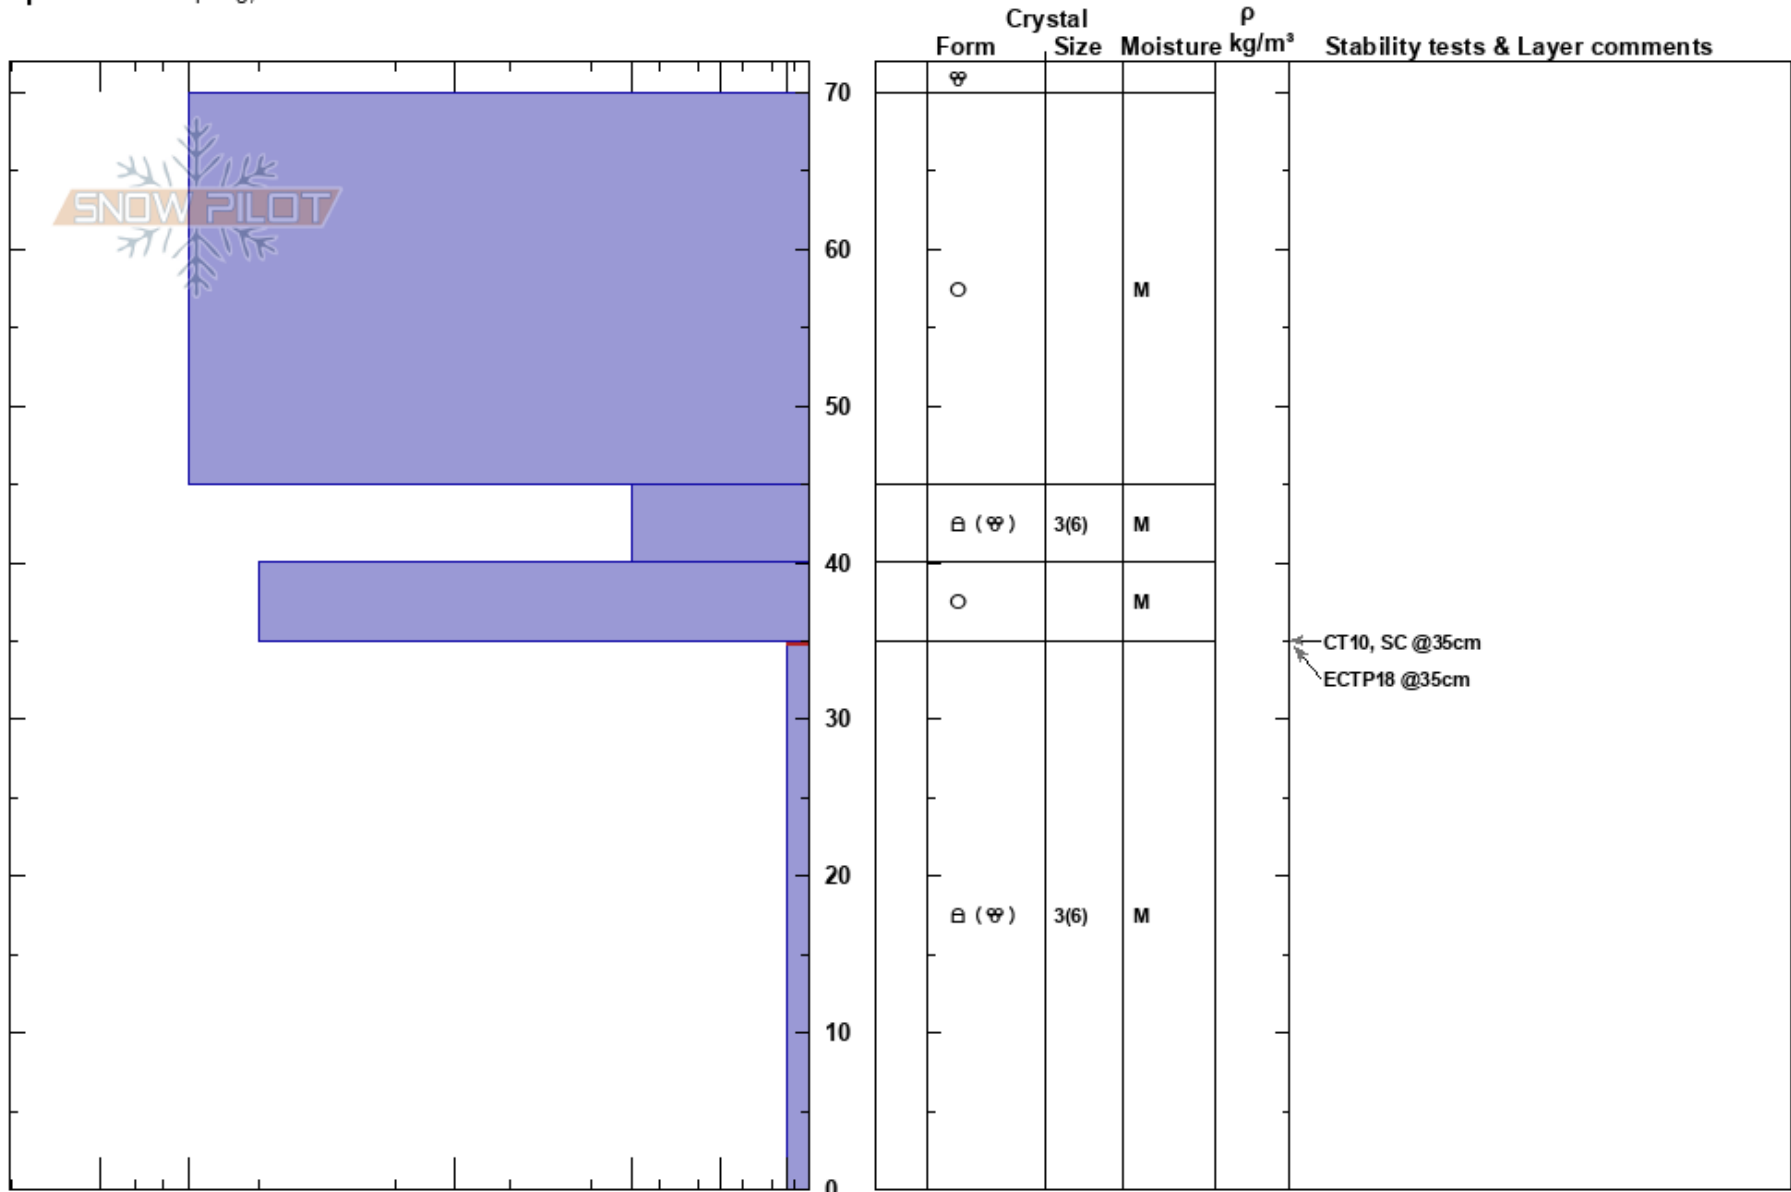 Crystal
ρ
Form Size Moisture kg/m³ Stability tests & Layer comments
70
SNOW PILOT
60
M
50
3(6) M
40
M
CT10, SC @35cm
ECTP18 @35cm
30
20
3(6) M
10
0